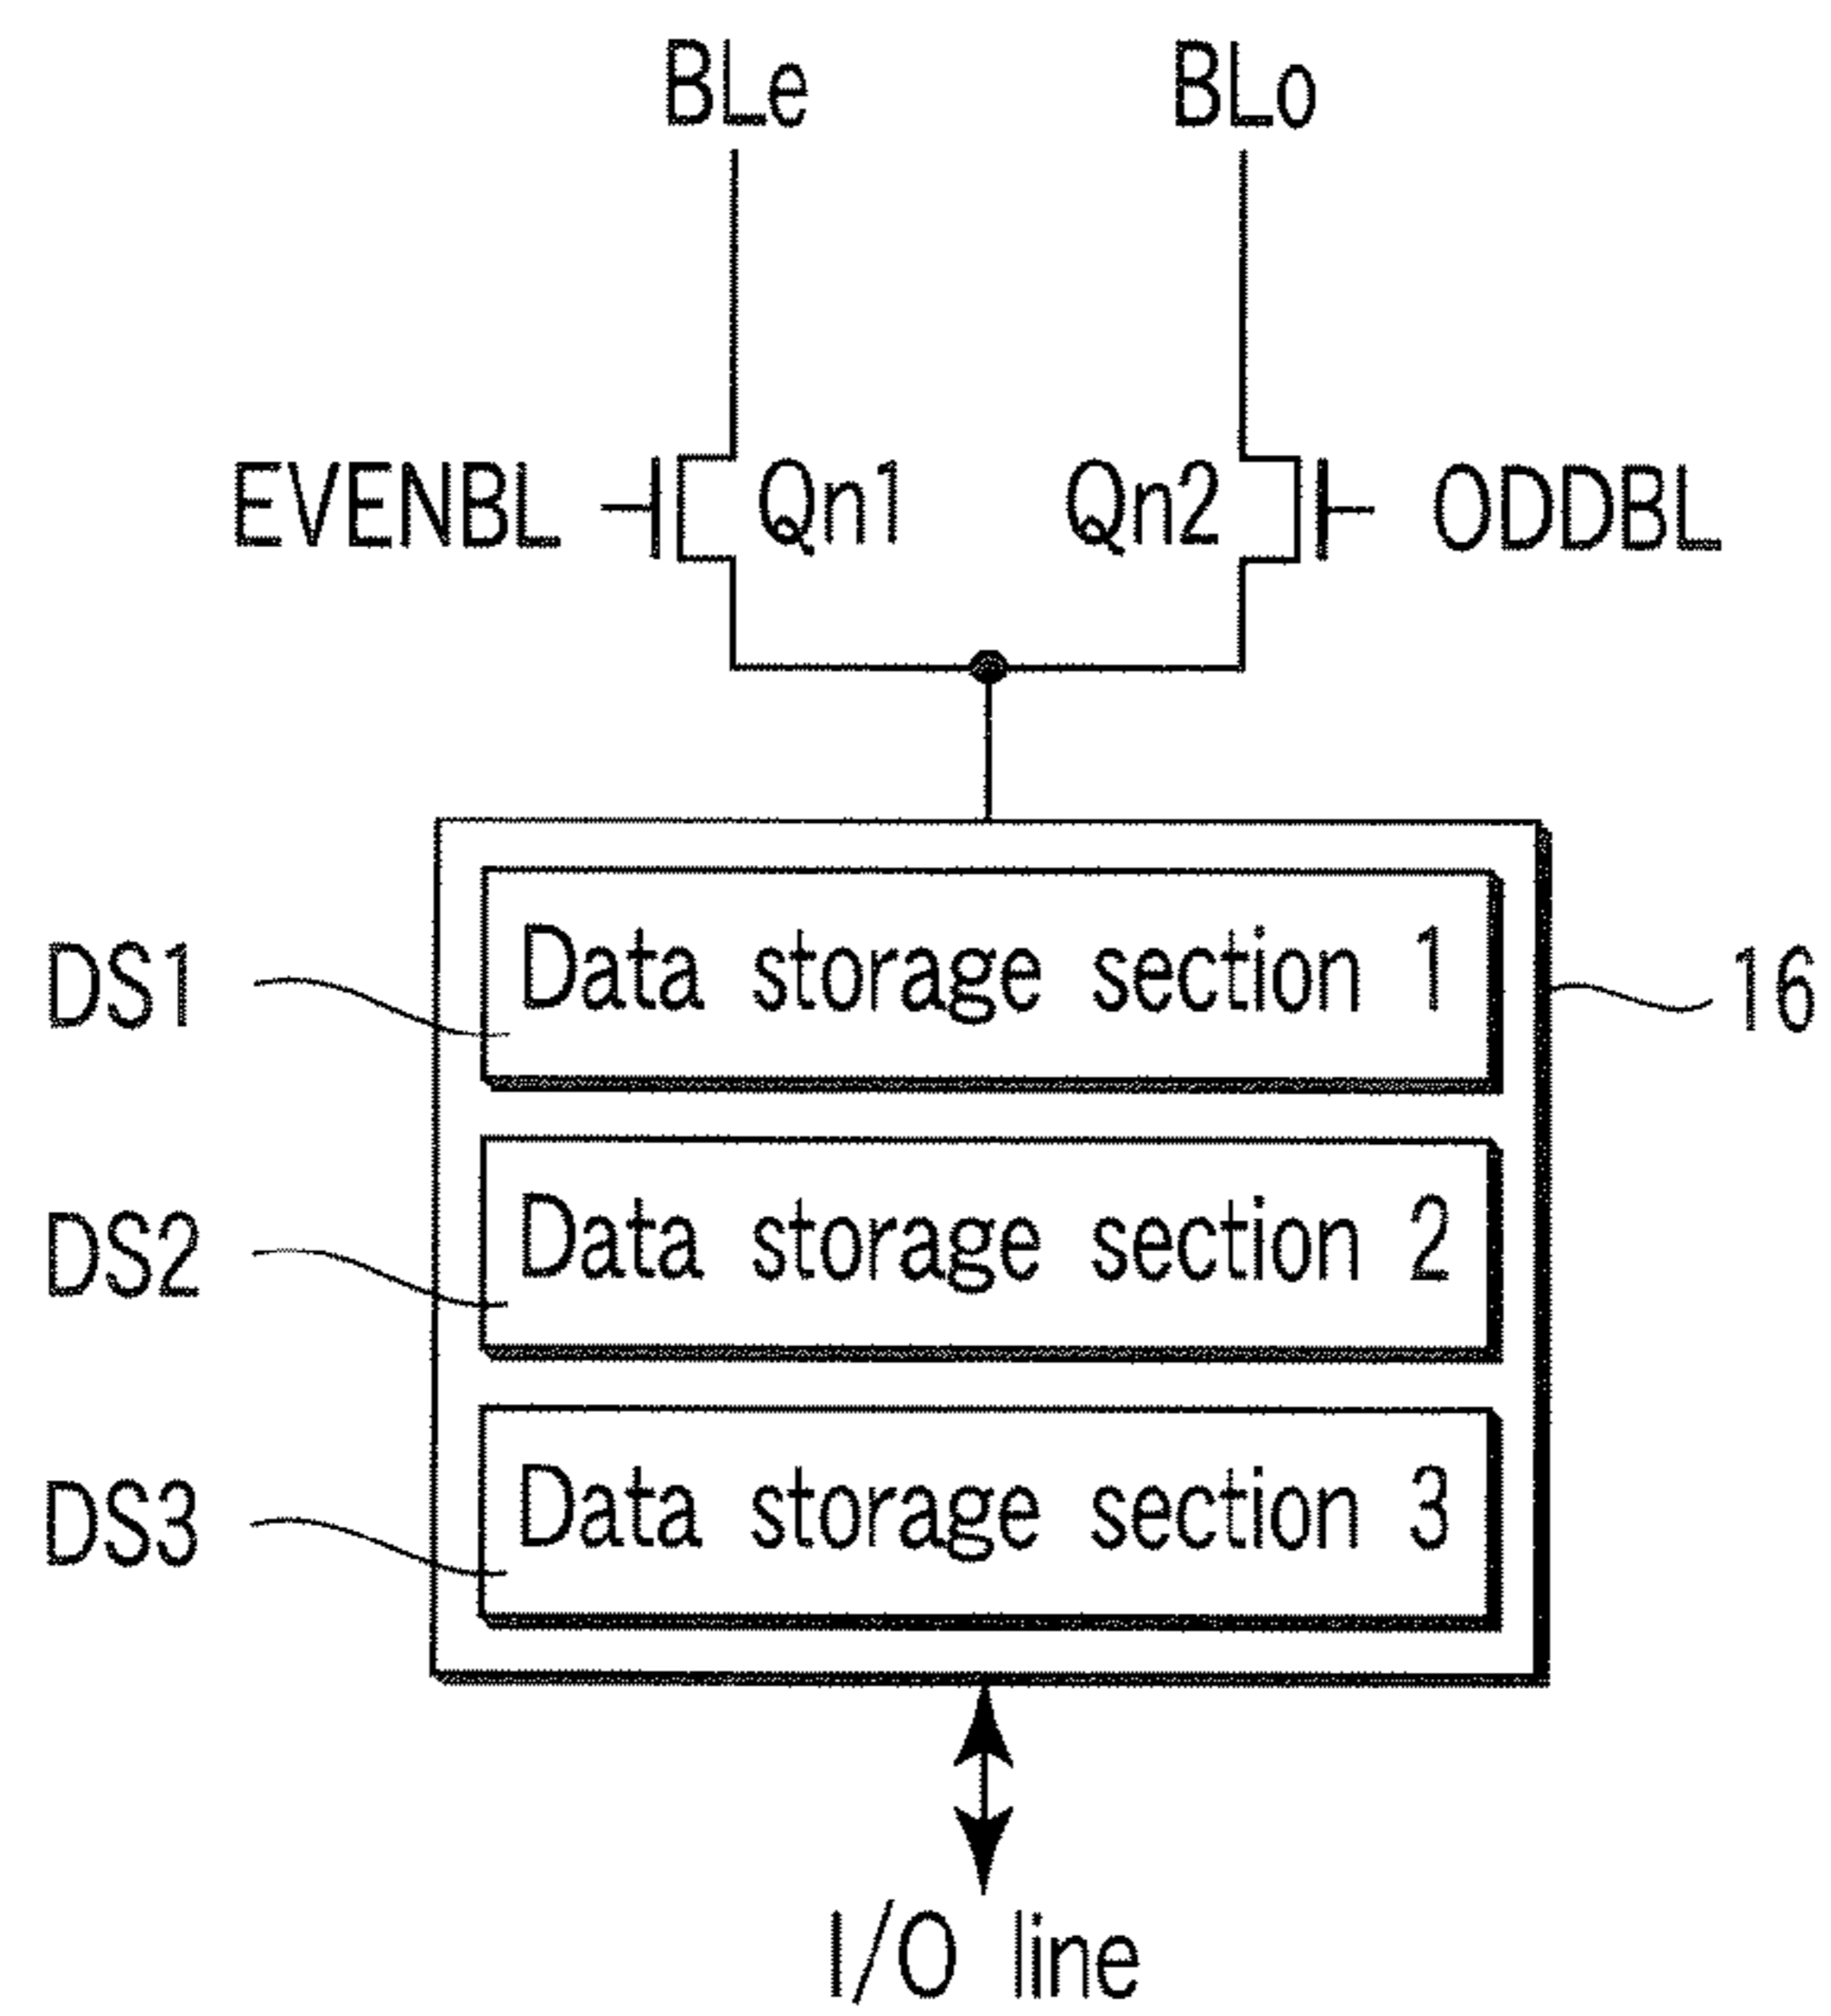 BLe BLo
EVENBL Qn1 Qn2 ODDBL
DS1 Data storage section 1 16
DS2 Data storage section 2
DS3 Data storage section 3
I/O line